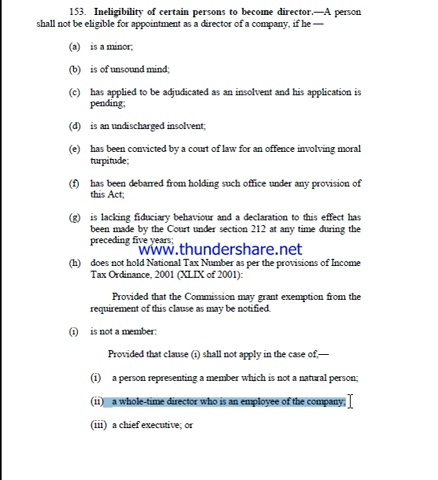 153. Ineligibility of certain persons to become director.—A person
shall not be eligible for appointment as a director of a company, if he —
(a) is a minor;
(b) is of unsound mind;
(c) has applied to be adjudicated as an insolvent and his application is
pending;
(d) is an undischarged insolvent;
(e) has been convicted by a court of law for an offence involving moral
turpitude;
(f) has been debarred from holding such office under any provision of
this Act;
(g) is lacking fiduciary behaviour and a declaration to this effect has
been made by the Court under section 212 at any time during the
preceding five years;
www.thundershare.net
(h) does not hold National Tax Number as per the provisions of Income
Tax Ordinance, 2001 (XLIX of 2001):
Provided that the Commission may grant exemption from the
requirement of this clause as may be notified.
(i) is not a member:
Provided that clause (i) shall not apply in the case of,—
(i) a person representing a member which is not a natural person;
(ii) a whole-time director who is an employee of the company;
(iii) a chief executive; or